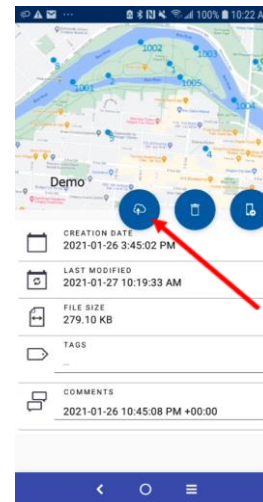 100% 10:22 A
1002
1003
1001
1005
1004
4
Demo
CREATION DATE
2021-01-26 3:45:02 PM
LAST MODIFIED
2021-01-27 10:19:33 AM
FILE SIZE
279.10 KB
TAGS
--
COMMENTS
2021-01-26 10:45:08 PM +00:00